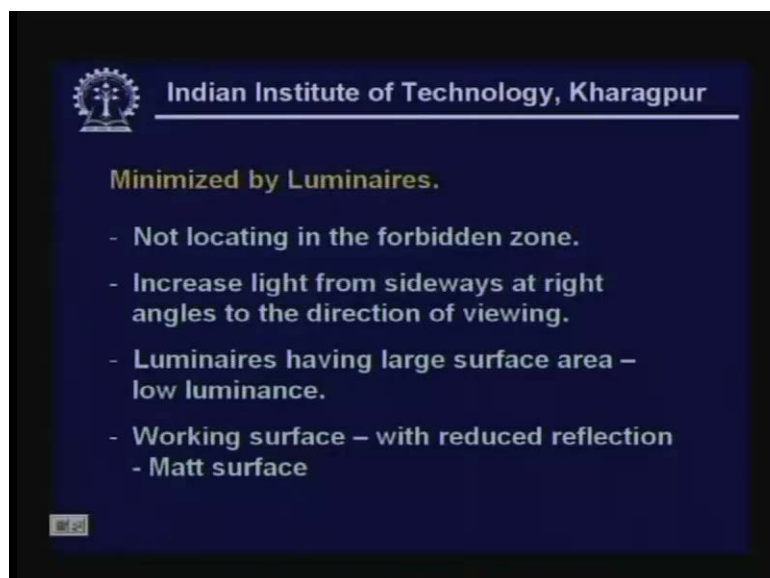 Indian Institute of Technology, Kharagpur
Minimized by Luminaires.
- Not locating in the forbidden zone.
- Increase light from sideways at right
angles to the direction of viewing.
- Luminaires having large surface area –
low luminance.
- Working surface – with reduced reflection
- Matt surface